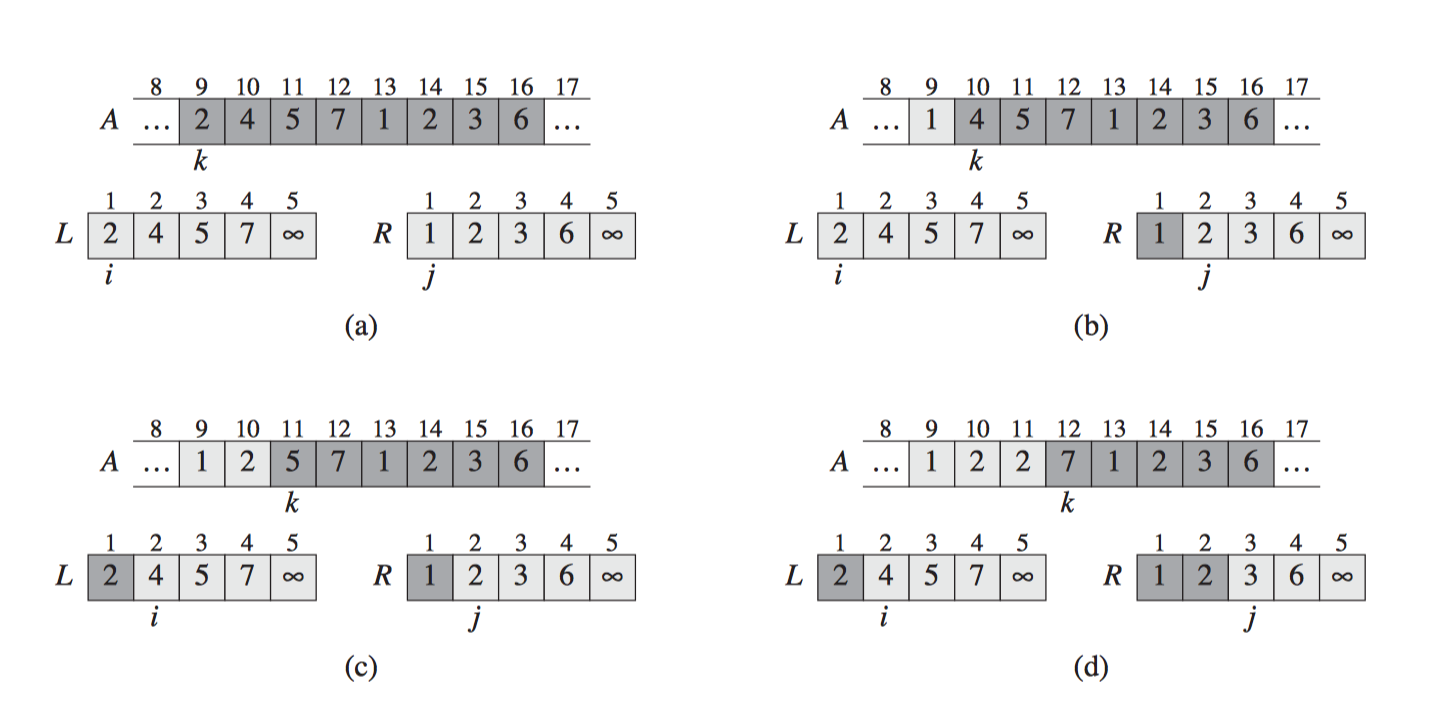 8 9 10 11 12 13 14 15 16 17
A ... 2 4 5 7 1 2 3 6 ...
k
1 2 3 4 5
L 2 4 5 7 ∞
i
1 2 3 4 5
R 1 2 3 6 ∞
j
(a)
8 9 10 11 12 13 14 15 16 17
A ... 1 4 5 7 1 2 3 6 ...
k
1 2 3 4 5
L 2 4 5 7 ∞
i
1 2 3 4 5
R 1 2 3 6 ∞
j
(b)
8 9 10 11 12 13 14 15 16 17
A ... 1 2 5 7 1 2 3 6 ...
k
1 2 3 4 5
L 2 4 5 7 ∞
i
1 2 3 4 5
R 1 2 3 6 ∞
j
(c)
8 9 10 11 12 13 14 15 16 17
A ... 1 2 2 7 1 2 3 6 ...
k
1 2 3 4 5
L 2 4 5 7 ∞
i
1 2 3 4 5
R 1 2 3 6 ∞
j
(d)